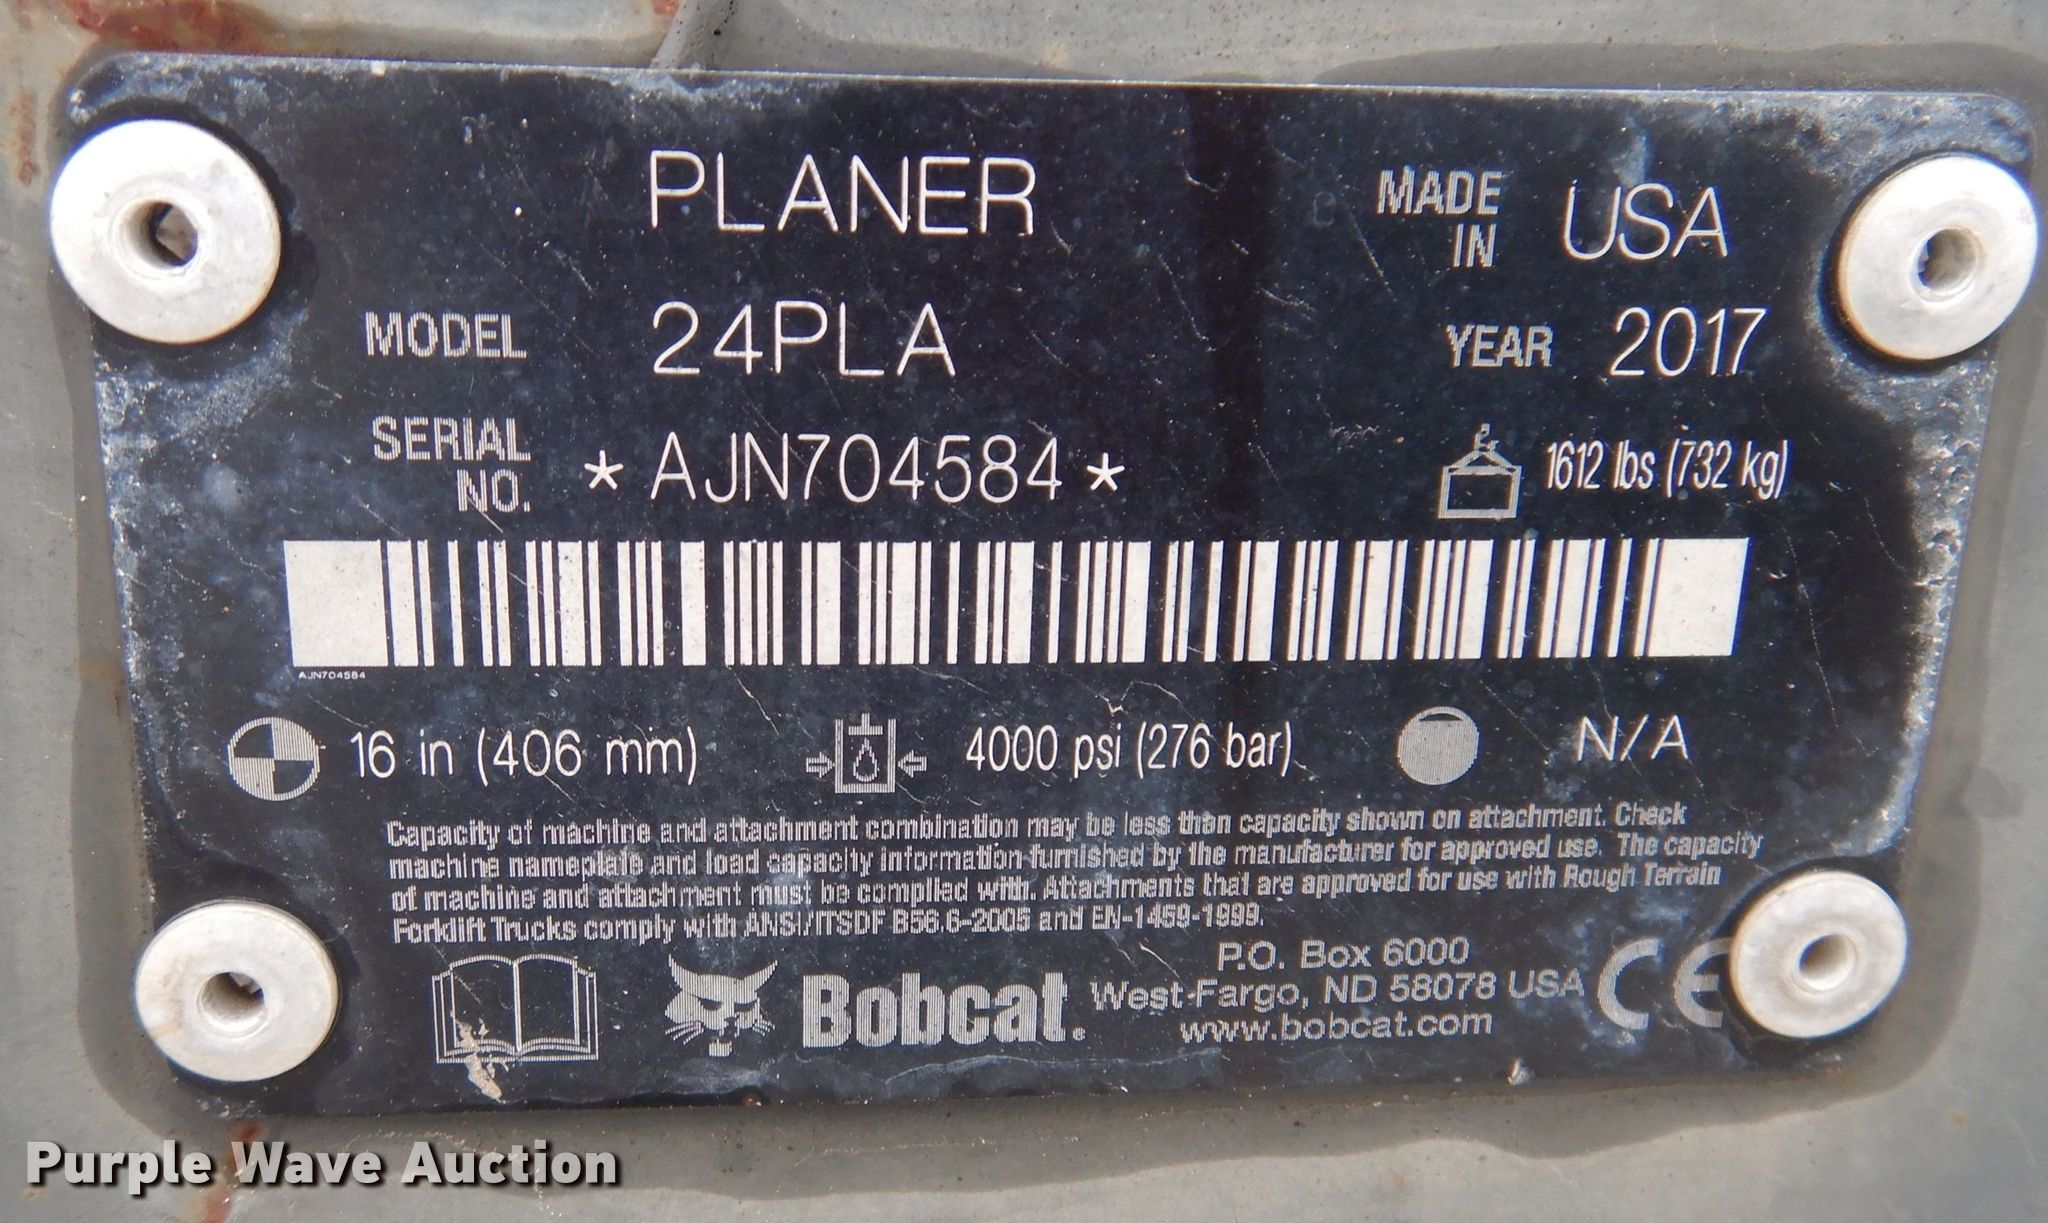 PLANER
MADE IN USA
MODEL 24PLA
YEAR 2017
SERIAL NO. *AJN704584*
1612 lbs (732 kg)
AJN704584
16 in (406 mm)
4000 psi (276 bar)
N/A
Capacity of machine and attachment combination may be less than capacity shown on attachment. Check
machine nameplate and load capacity information furnished by the manufacturer for approved use. The capacity
of machine and attachment must be complied with. Attachments that are approved for use with Rough Terrain
Forklift Trucks comply with ANSI/ITSDF B56.6-2005 and EN-1459-1999.
Bobcat.
P.O. Box 6000
West Fargo, ND 58078 USA
www.bobcat.com
CE
Purple Wave Auction